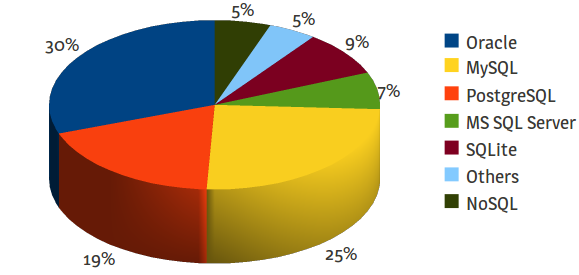 5%
5%
9%
7%
25%
19%
30%
Oracle
MySQL
PostgreSQL
MS SQL Server
SQLite
Others
NoSQL